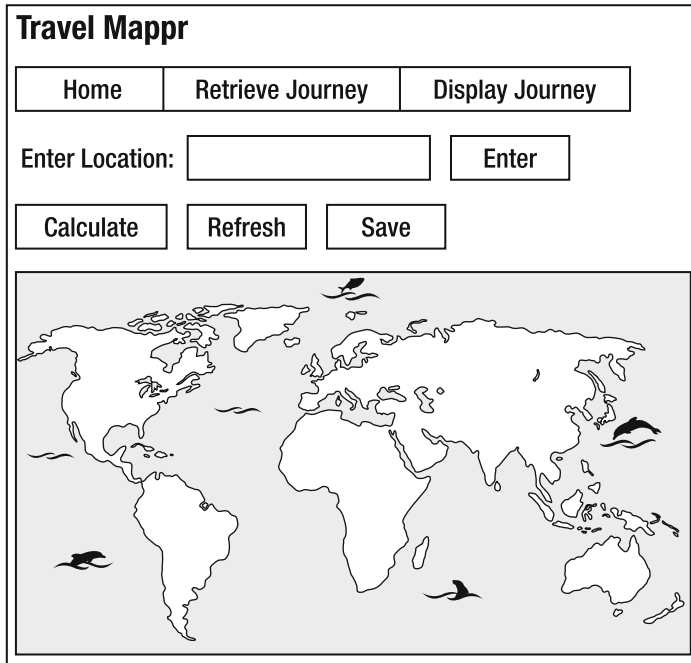 Travel Mappr
Home Retrieve Journey Display Journey
Enter Location: Enter
Calculate Refresh Save